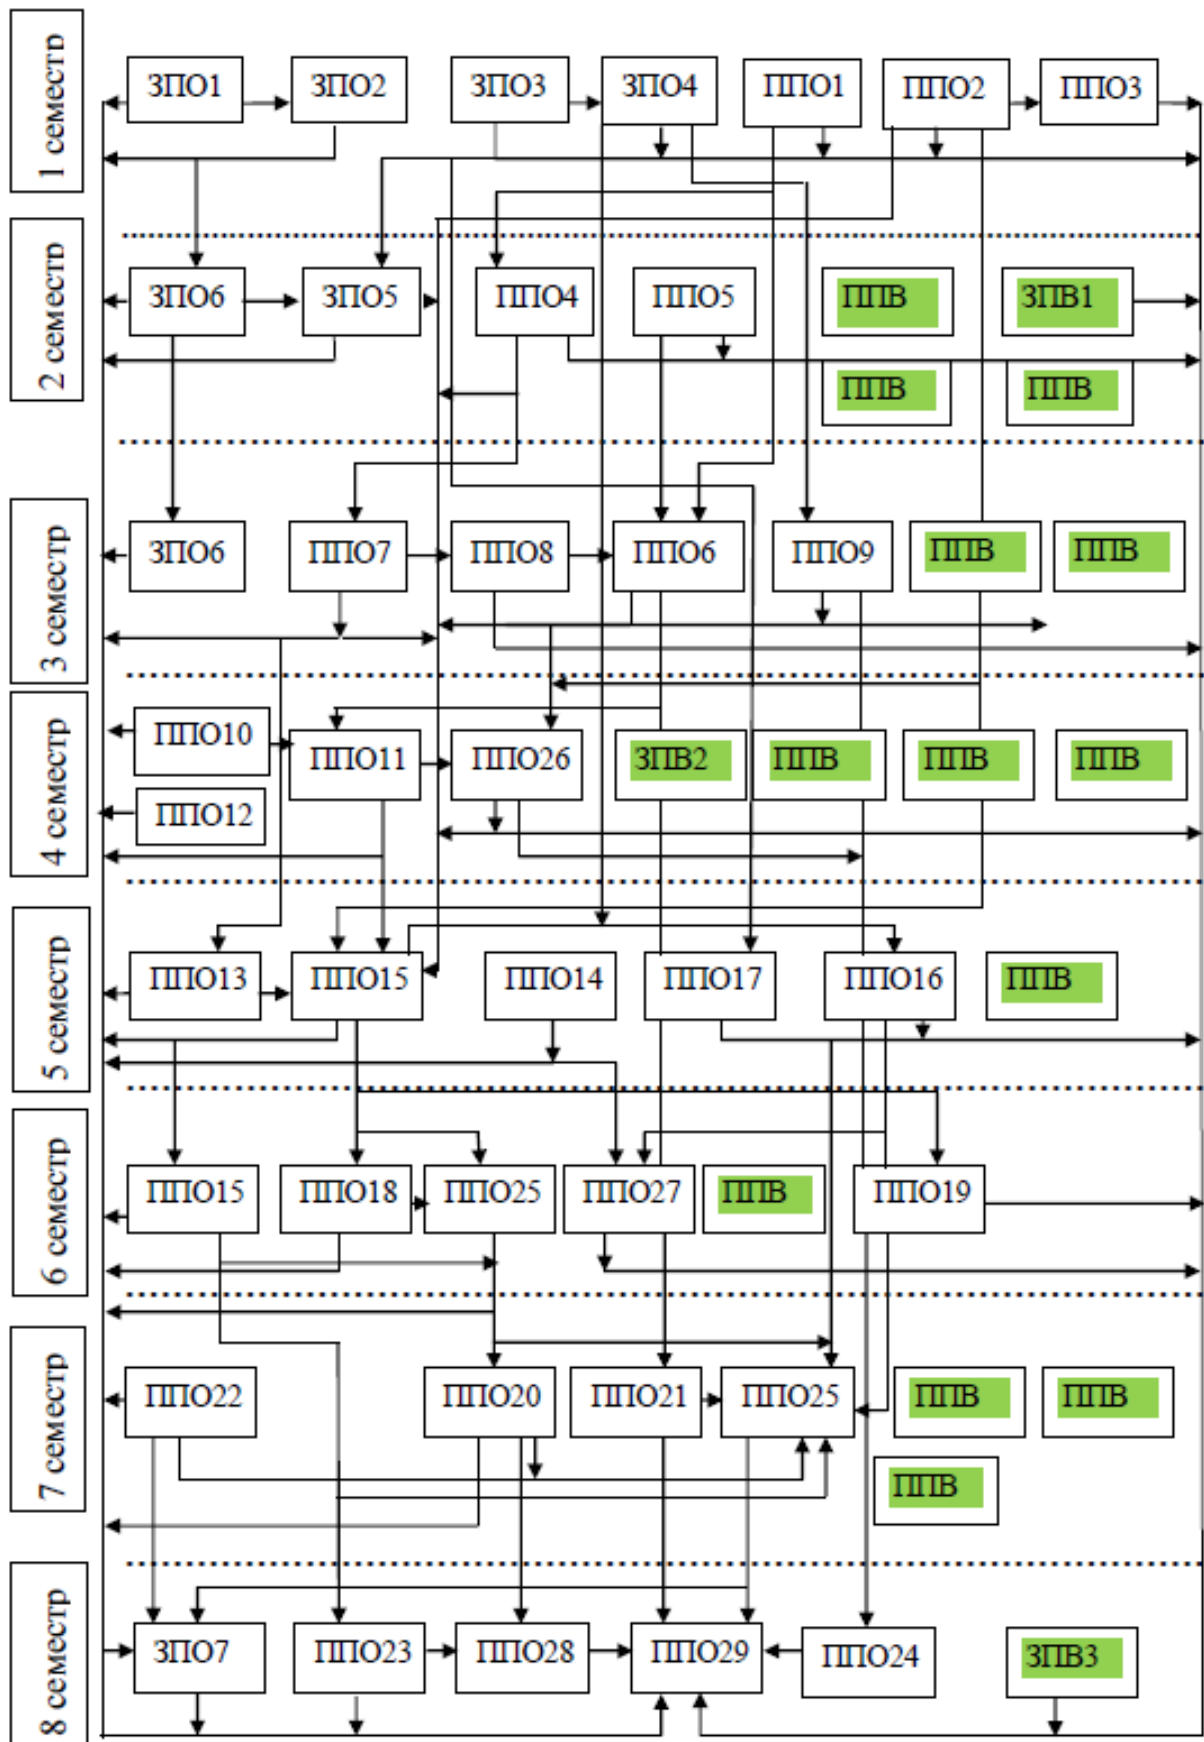 1 семестр
ЗПО1 ЗПО2 ЗПО3 ЗПО4 ППО1 ППО2 ППО3
2 семестр
ЗПО6 ЗПО5 ППО4 ППО5 ППВ ЗПВ1
ППВ ППВ
3 семестр
ЗПО6 ППО7 ППО8 ППО6 ППО9 ППВ ППВ
4 семестр
ППО10 ППО11 ППО26 ЗПВ2 ППВ ППВ ППВ
ППО12
5 семестр
ППО13 ППО15 ППО14 ППО17 ППО16 ППВ
6 семестр
ППО15 ППО18 ППО25 ППО27 ППВ ППО19
7 семестр
ППО22 ППО20 ППО21 ППО25 ППВ ППВ
ППВ
8 семестр
ЗПО7 ППО23 ППО28 ППО29 ППО24 ЗПВ3